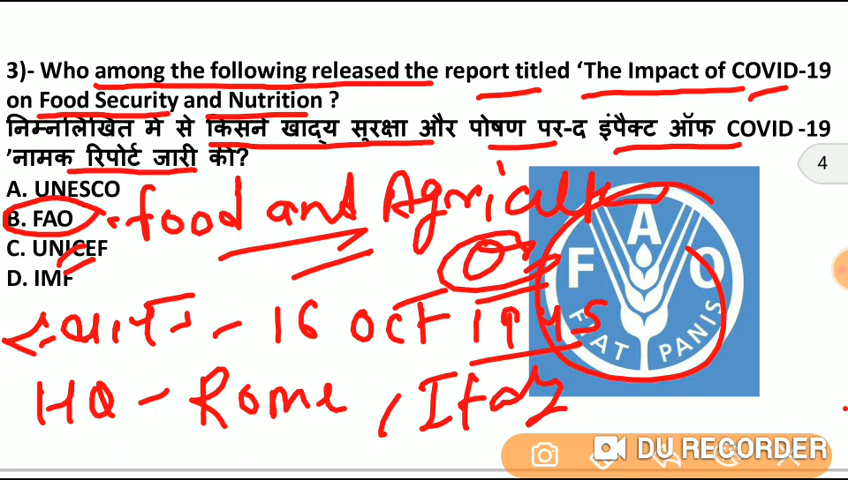 3)- Who among the following released the report titled ‘The Impact of COVID-19
on Food Security and Nutrition ?
निम्नलिखित में से किसने खाद्य सुरक्षा और पोषण पर-द इंपैक्ट ऑफ COVID -19
’नामक रिपोर्ट जारी की?
4
A. UNESCO
B. FAO
food and Agricult
C. UNICEF
D. IMF
F A O
FIAT PANIS
स्थापना - 16 oct 1945
HQ - Rome, Italy
DU RECORDER